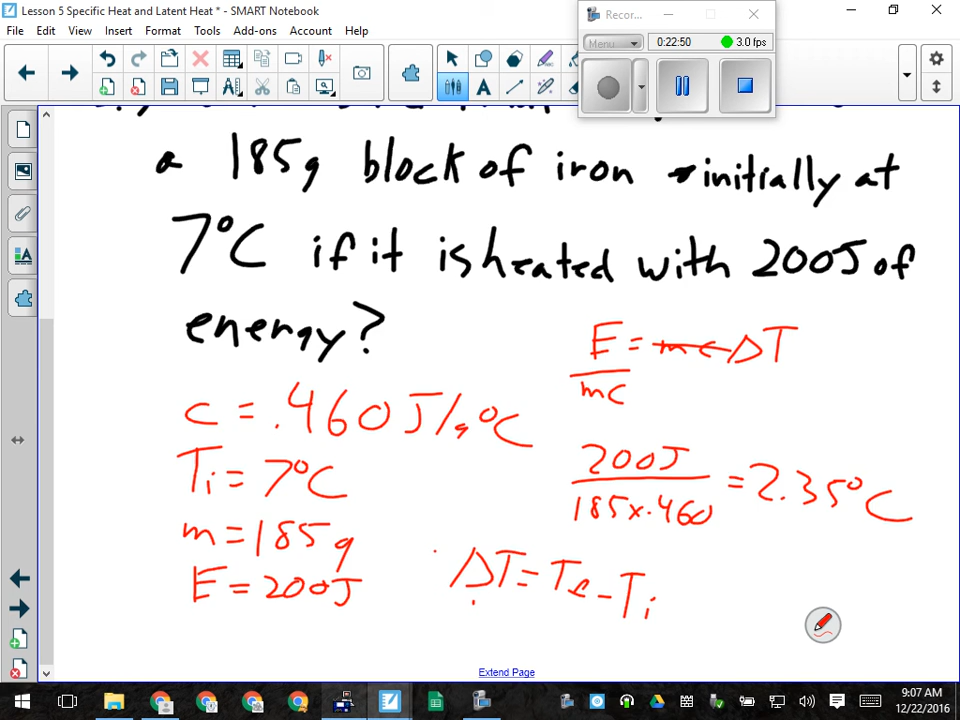 Lesson 5 Specific Heat and Latent Heat * - SMART Notebook
Recor...
File Edit View Insert Format Tools Add-ons Account Help
Menu 0:22:50 3.0 fps
a 185g block of iron initially at
7°C if it is heated with 200J of
energy?
E = mc ΔT
mc
c = .460 J/g°C
Ti = 7°C
200J
185x.460
= 2.35°C
m = 185g
E = 200J
ΔT = Tf - Ti
Extend Page
9:07 AM
12/22/2016